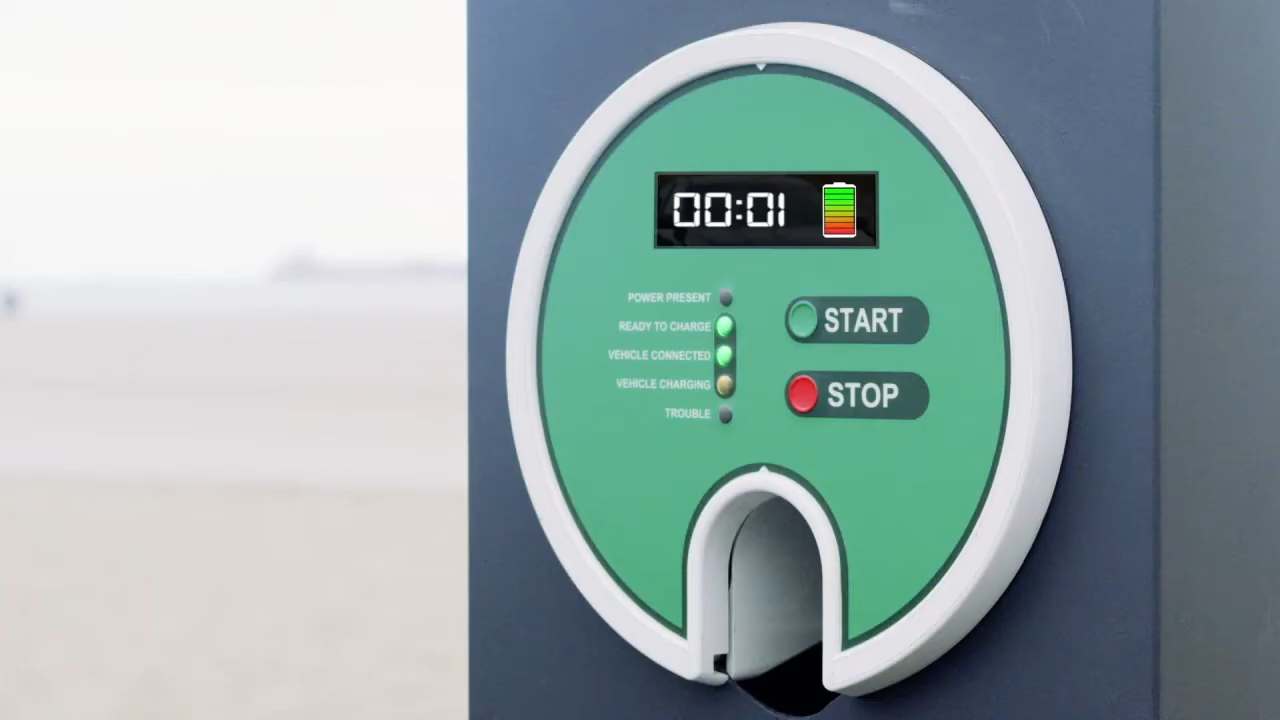 00:01
POWER PRESENT
READY TO CHARGE
VEHICLE CONNECTED
VEHICLE CHARGING
TROUBLE
START
STOP